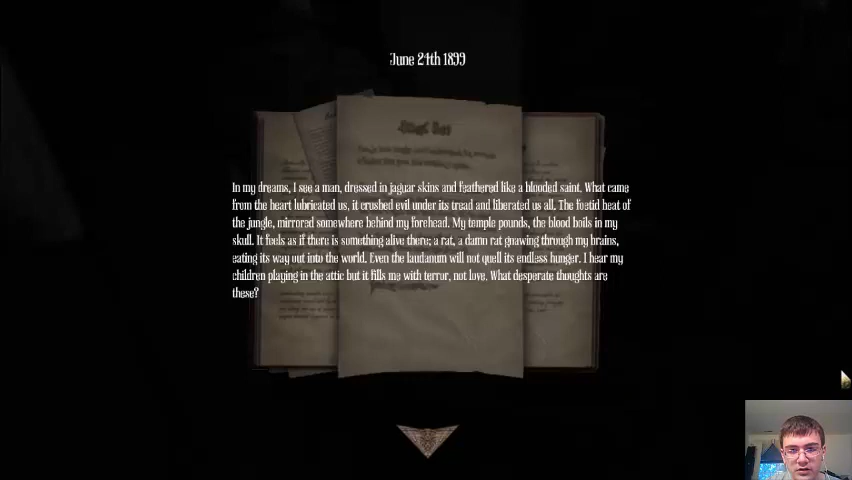 June 24th 1899
In my dreams, I see a man, dressed in jaguar skins and feathered like a blooded saint. What came
from the heart lubricated us, it crushed evil under its tread and liberated us all. The foetid heat of
the jungle, mirrored somewhere behind my forehead. My temple pounds, the blood boils in my
skull. It feels as if there is something alive there; a rat, a damn rat gnawing through my brains,
eating its way out into the world. Even the laudanum will not quell its endless hunger. I hear my
children playing in the attic but it fills me with terror, not love. What desperate thoughts are
these?